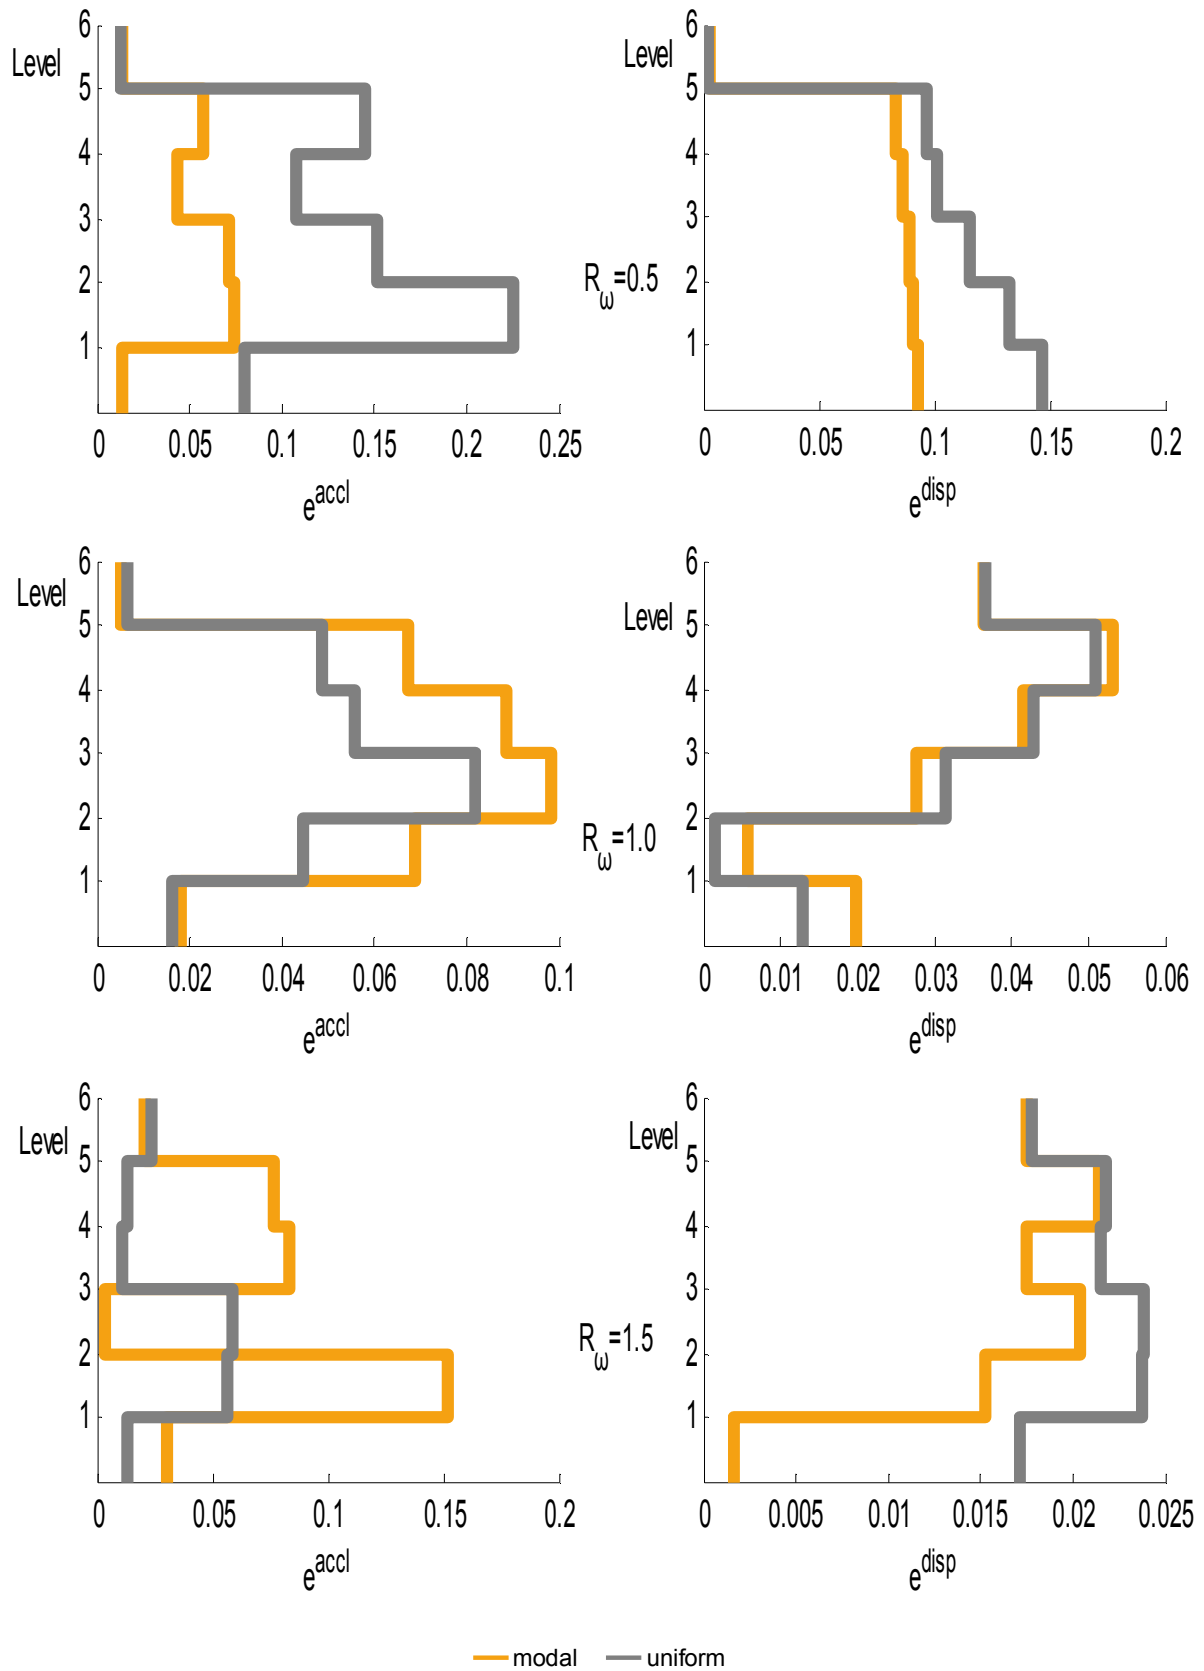 6
Level
5
4
3
2
1
0 0.05 0.1 0.15 0.2 0.25
e^accl
6
Level
5
4
3
2
1
0 0.05 0.1 0.15 0.2
e^disp
R_ω=0.5
6
Level
5
4
3
2
1
0 0.02 0.04 0.06 0.08 0.1
e^accl
6
Level
5
4
3
2
1
0 0.01 0.02 0.03 0.04 0.05 0.06
e^disp
R_ω=1.0
6
Level
5
4
3
2
1
0 0.05 0.1 0.15 0.2
e^accl
6
Level
5
4
3
2
1
0 0.005 0.01 0.015 0.02 0.025
e^disp
R_ω=1.5
modal uniform